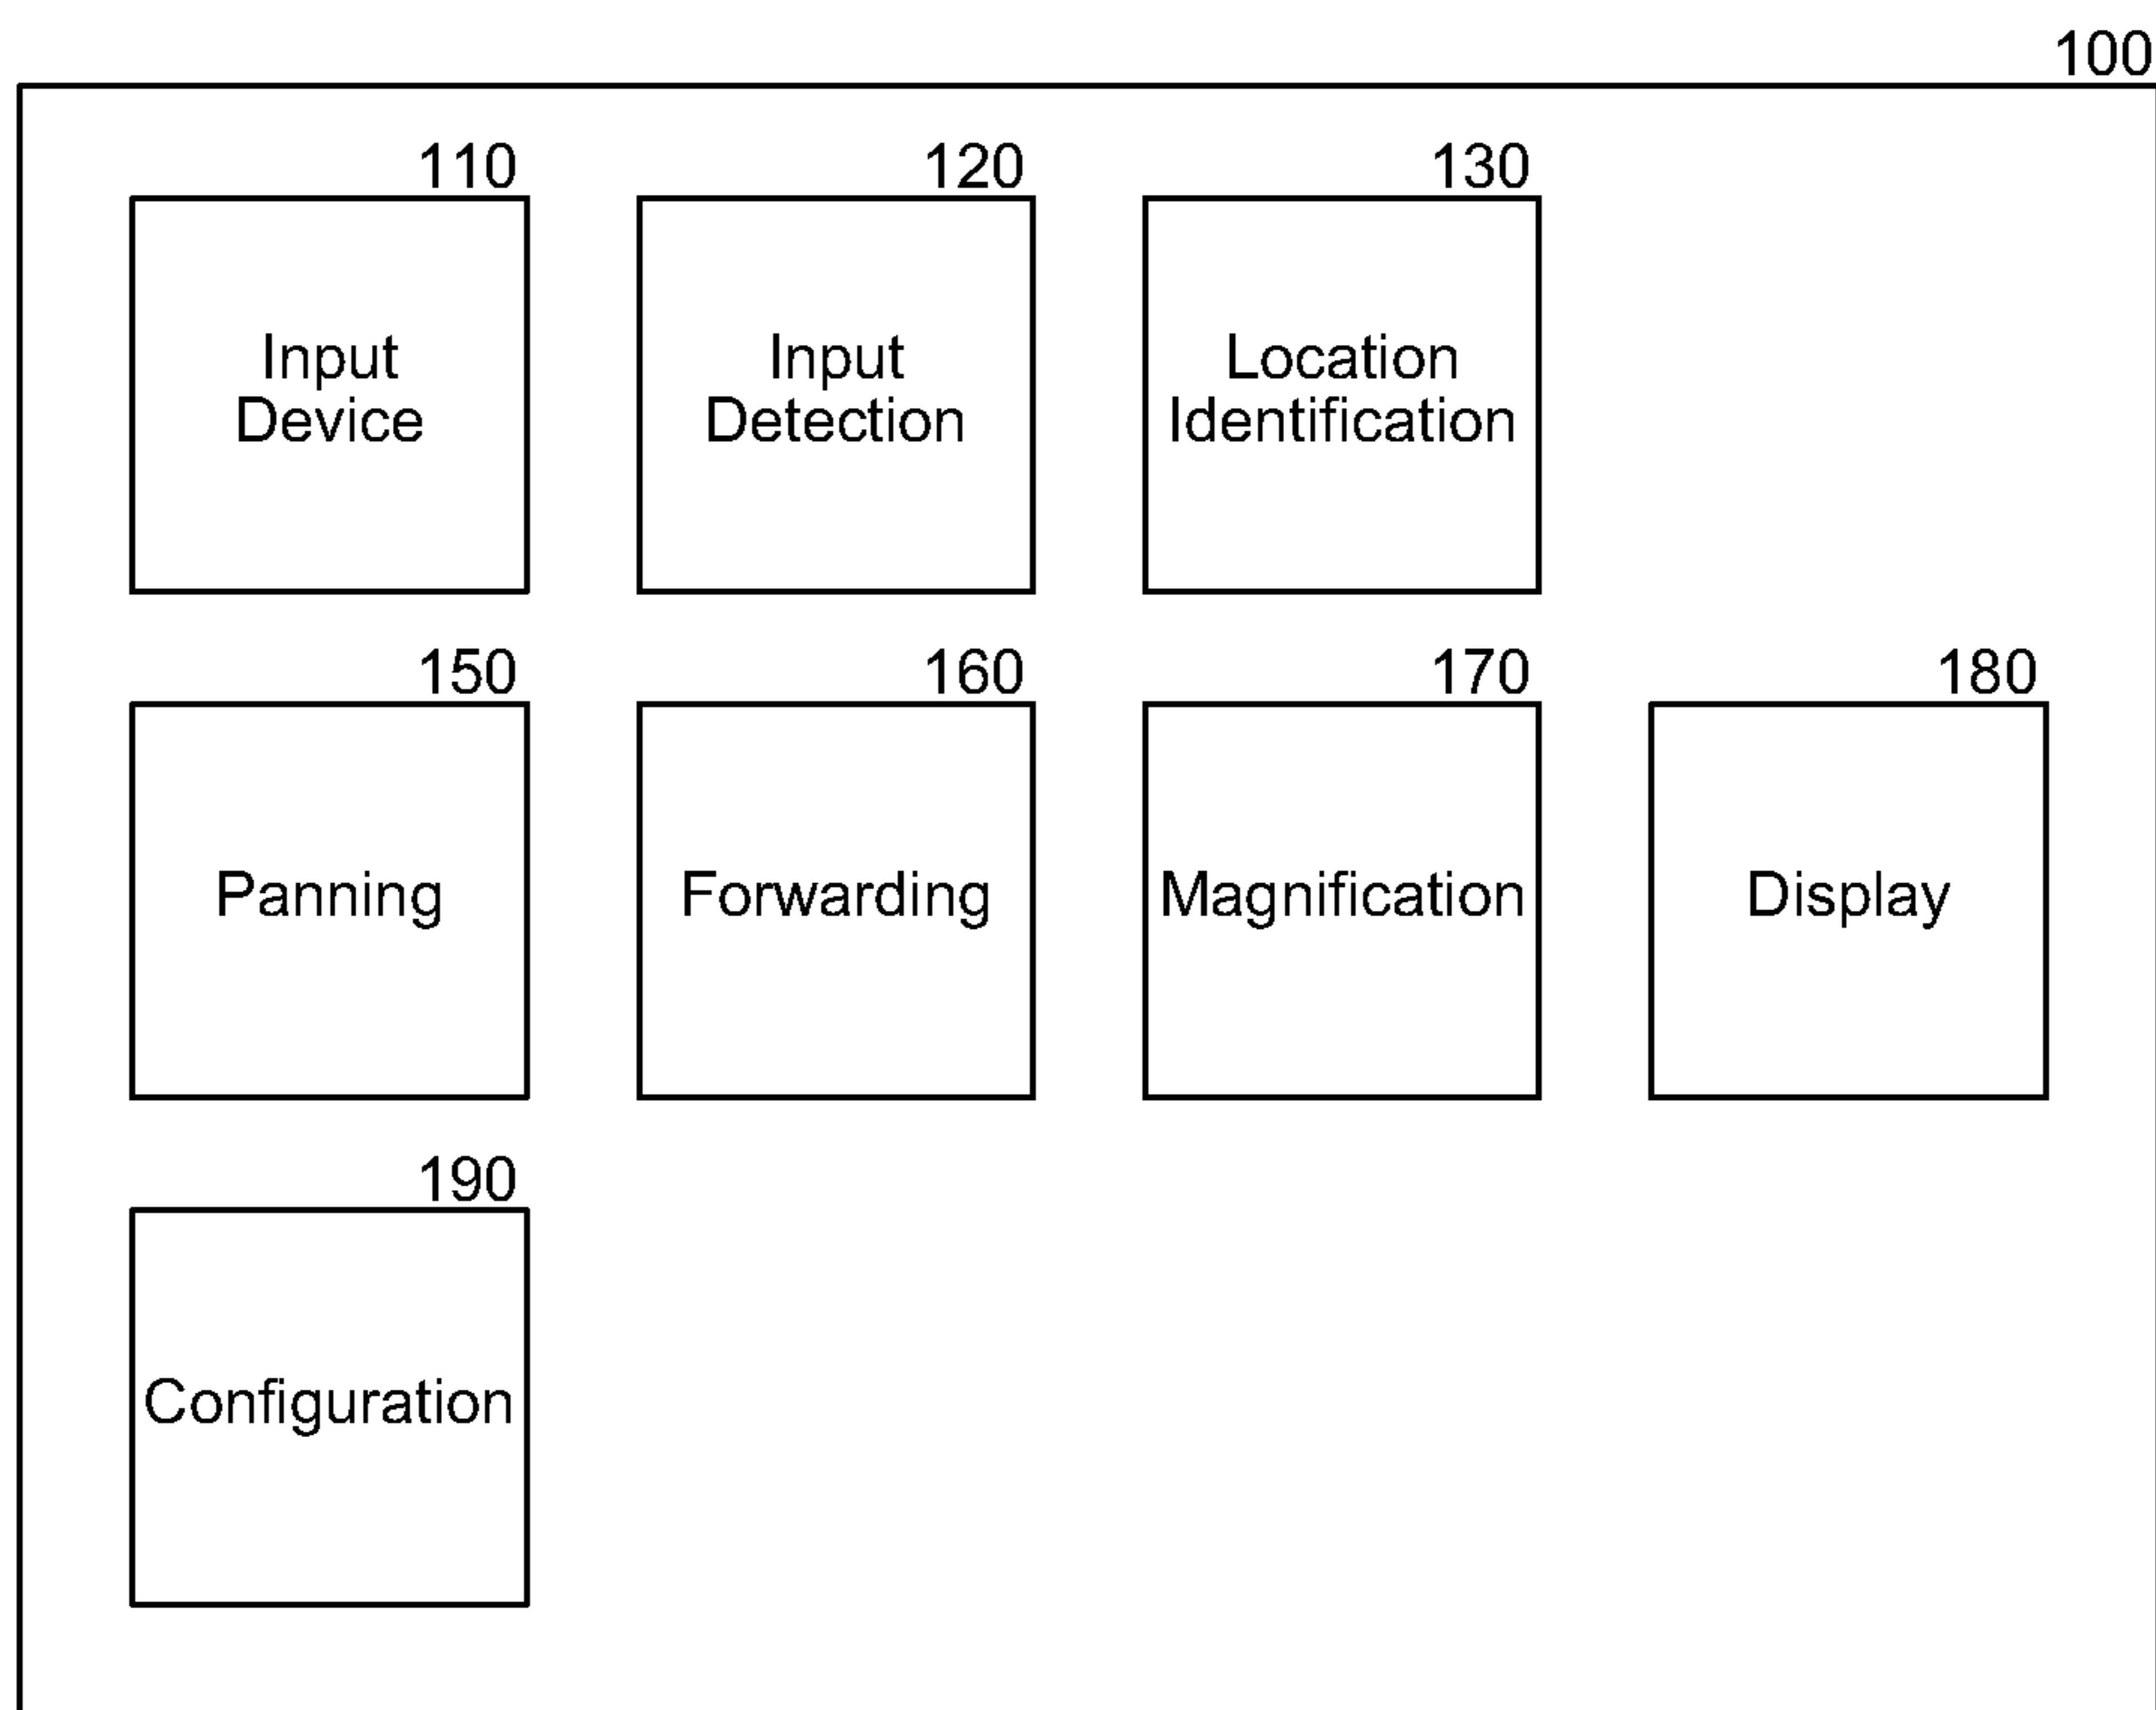 100
110
120
130
Input
Device
Input
Detection
Location
Identification
150
160
170
180
Panning
Forwarding
Magnification
Display
190
Configuration